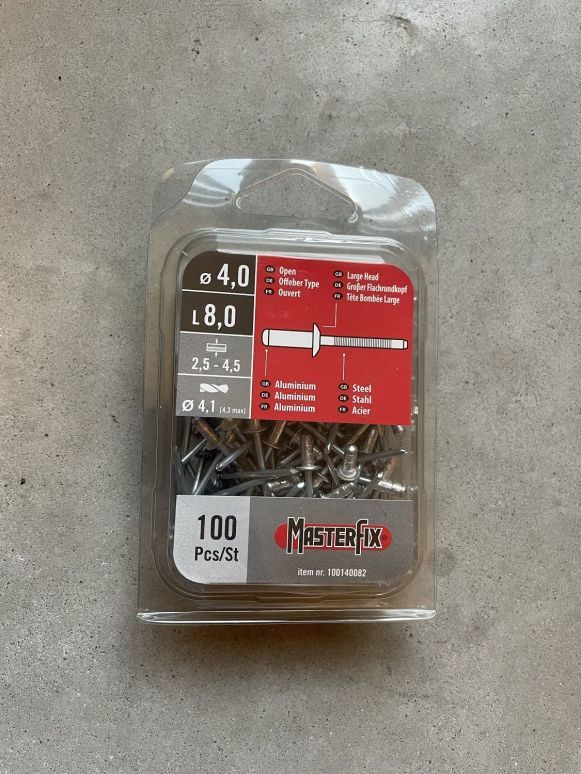 ø 4,0
L 8,0
2,5 - 4,5
Ø 4,1 [4,3 max]
GB Open
DE Offeber Type
FR Ouvert
GB Large Head
DE Großer Flachrundkopf
FR Tête Bombée Large
GB Aluminium
DE Aluminium
FR Aluminium
GB Steel
DE Stahl
FR Acier
100
Pcs/St
MASTERFIX®
item nr. 100140082